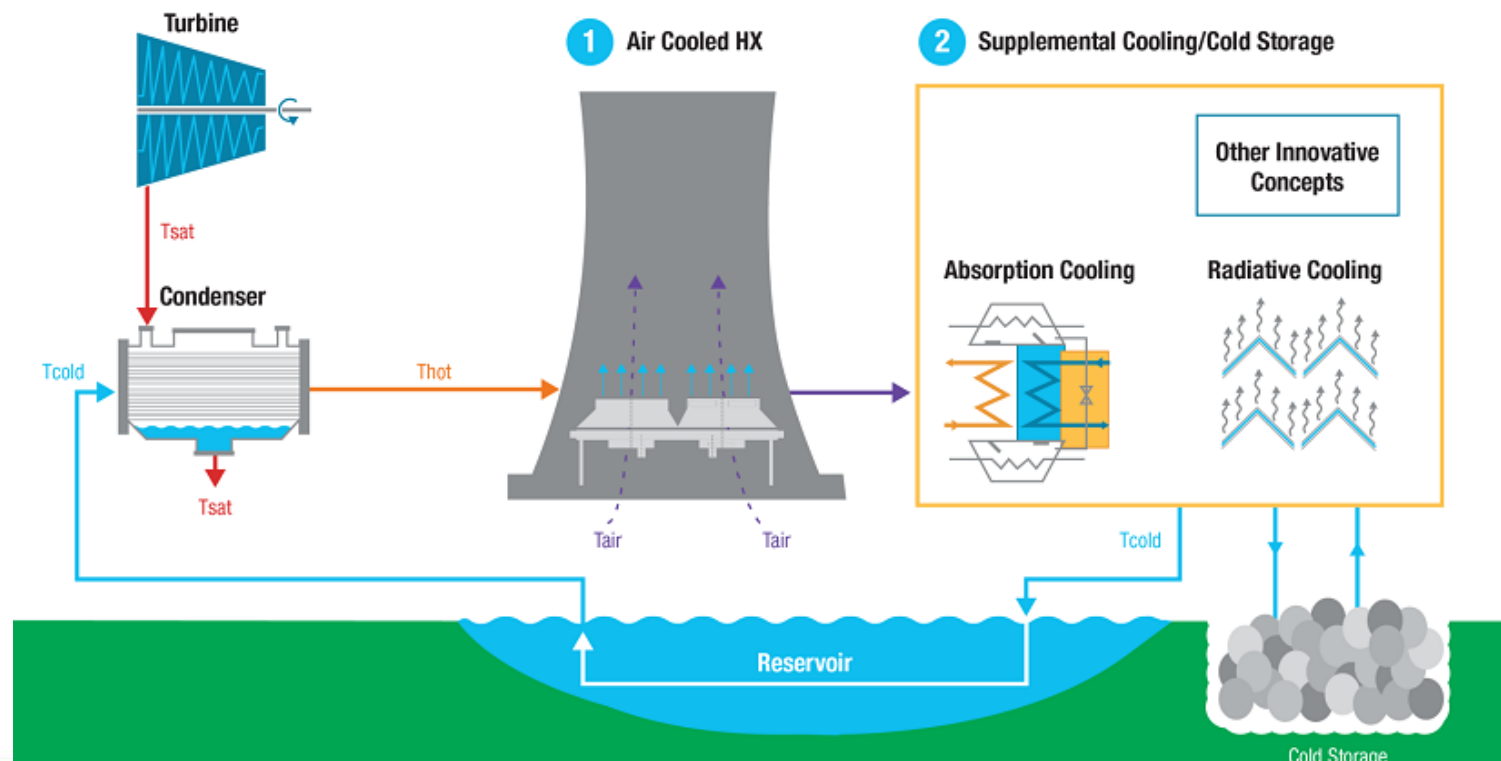 Turbine
1 Air Cooled HX
2 Supplemental Cooling/Cold Storage
Other Innovative
Concepts
Tsat
Absorption Cooling
Radiative Cooling
Condenser
Tcold
Thot
Tsat
Tair
Tair
Tcold
Reservoir
Cold Storage